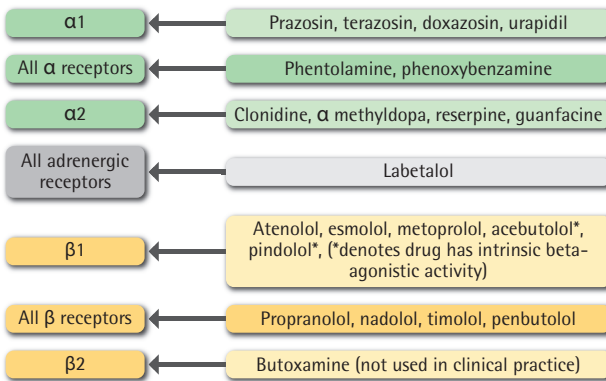 α1
Prazosin, terazosin, doxazosin, urapidil
All α receptors
Phentolamine, phenoxybenzamine
α2
Clonidine, α methyldopa, reserpine, guanfacine
All adrenergic
receptors
Labetalol
β1
Atenolol, esmolol, metoprolol, acebutolol*,
pindolol*, (*denotes drug has intrinsic beta-
agonistic activity)
All β receptors
Propranolol, nadolol, timolol, penbutolol
β2
Butoxamine (not used in clinical practice)